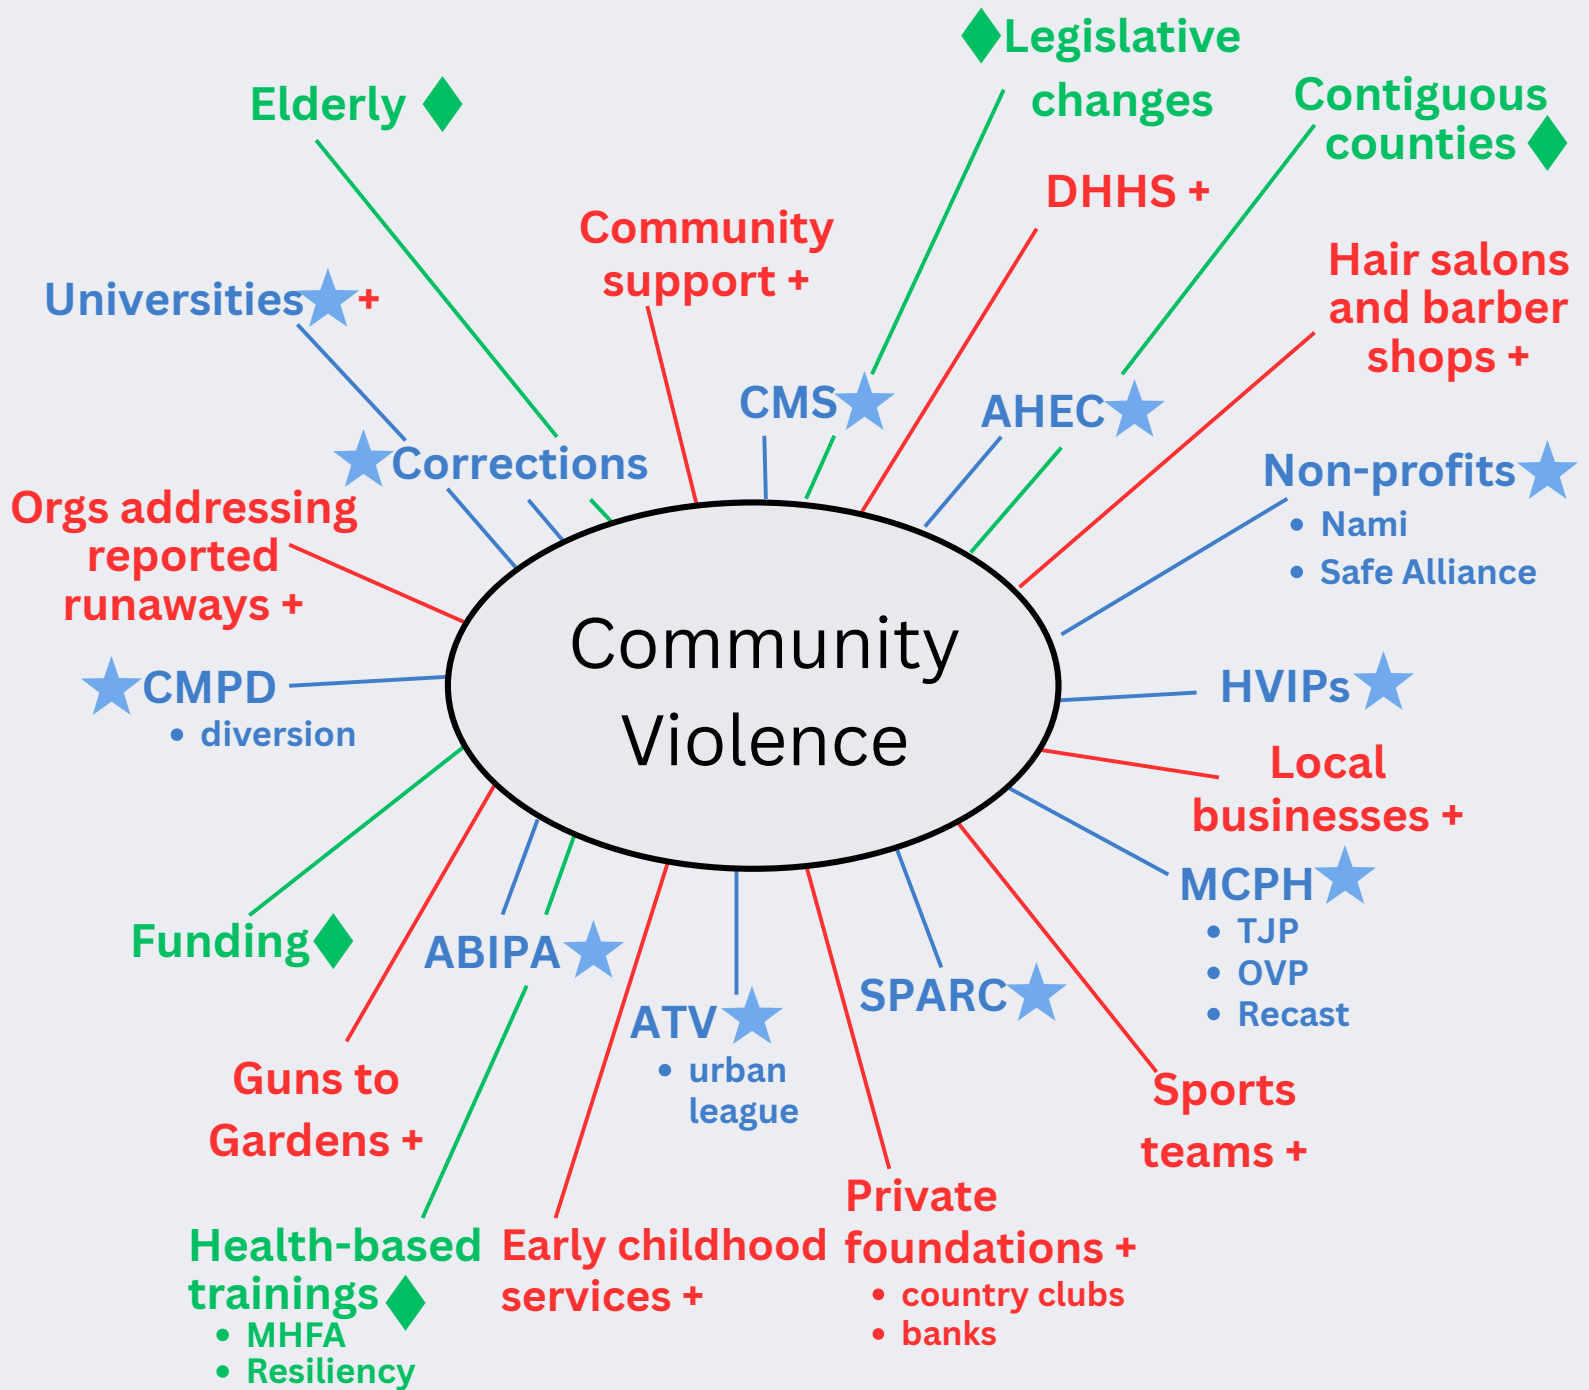 Legislative
changes
Elderly
Contiguous
counties
DHHS +
Community
support +
Hair salons
and barber
shops +
Universities +
CMS
AHEC
Corrections
Non-profits
• Nami
• Safe Alliance
Orgs addressing
reported
runaways +
Community
Violence
CMPD
• diversion
HVIPs
Local
businesses +
MCPH
• TJP
• OVP
• Recast
Funding
ABIPA
ATV
• urban
league
SPARC
Guns to
Gardens +
Sports
teams +
Health-based
trainings
• MHFA
• Resiliency
Early childhood
services +
Private
foundations +
• country clubs
• banks